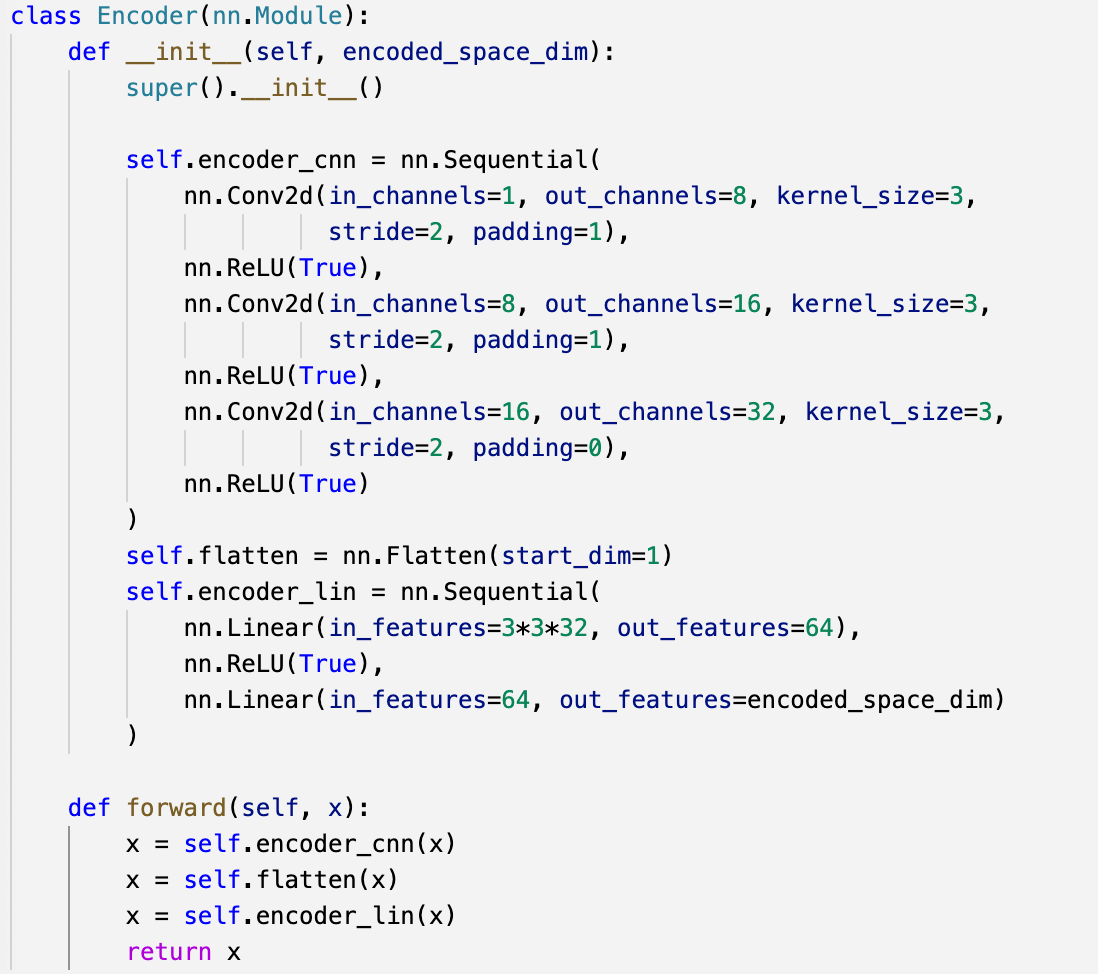 class Encoder(nn.Module):
    def __init__(self, encoded_space_dim):
        super().__init__()

        self.encoder_cnn = nn.Sequential(
            nn.Conv2d(in_channels=1, out_channels=8, kernel_size=3,
                      stride=2, padding=1),
            nn.ReLU(True),
            nn.Conv2d(in_channels=8, out_channels=16, kernel_size=3,
                      stride=2, padding=1),
            nn.ReLU(True),
            nn.Conv2d(in_channels=16, out_channels=32, kernel_size=3,
                      stride=2, padding=0),
            nn.ReLU(True)
        )
        self.flatten = nn.Flatten(start_dim=1)
        self.encoder_lin = nn.Sequential(
            nn.Linear(in_features=3*3*32, out_features=64),
            nn.ReLU(True),
            nn.Linear(in_features=64, out_features=encoded_space_dim)
        )

    def forward(self, x):
        x = self.encoder_cnn(x)
        x = self.flatten(x)
        x = self.encoder_lin(x)
        return x